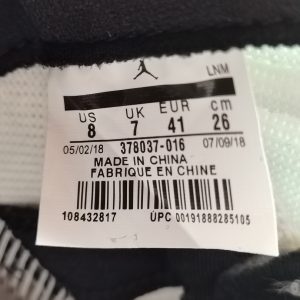 LNM
US UK EUR cm
8 7 41 26
05/02/18 378037-016 07/09/18
MADE IN CHINA
FABRIQUE EN CHINE
108432817 UPC 00191888285105